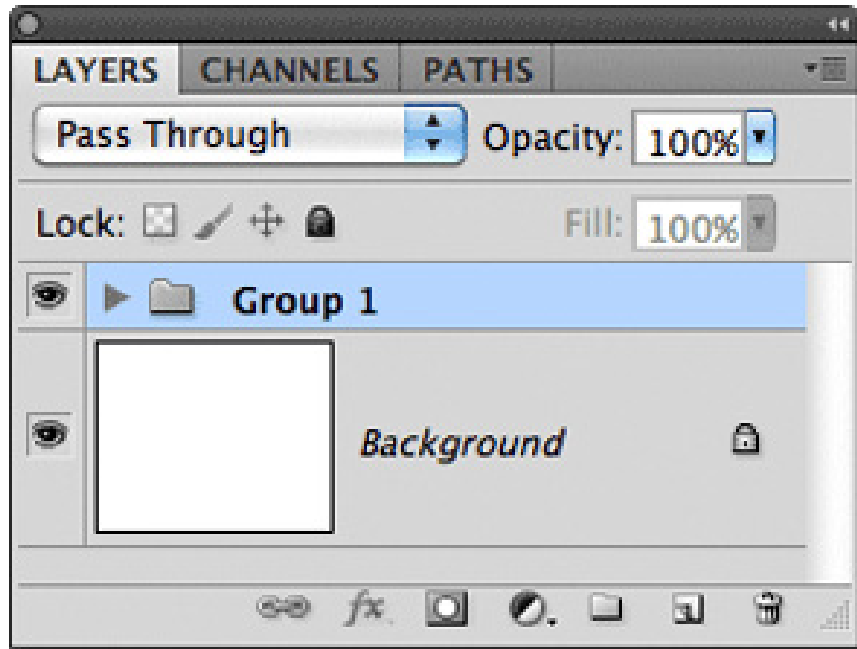 LAYERS CHANNELS PATHS
Pass Through Opacity: 100%
Lock: Fill: 100%
Group 1
Background
fx.